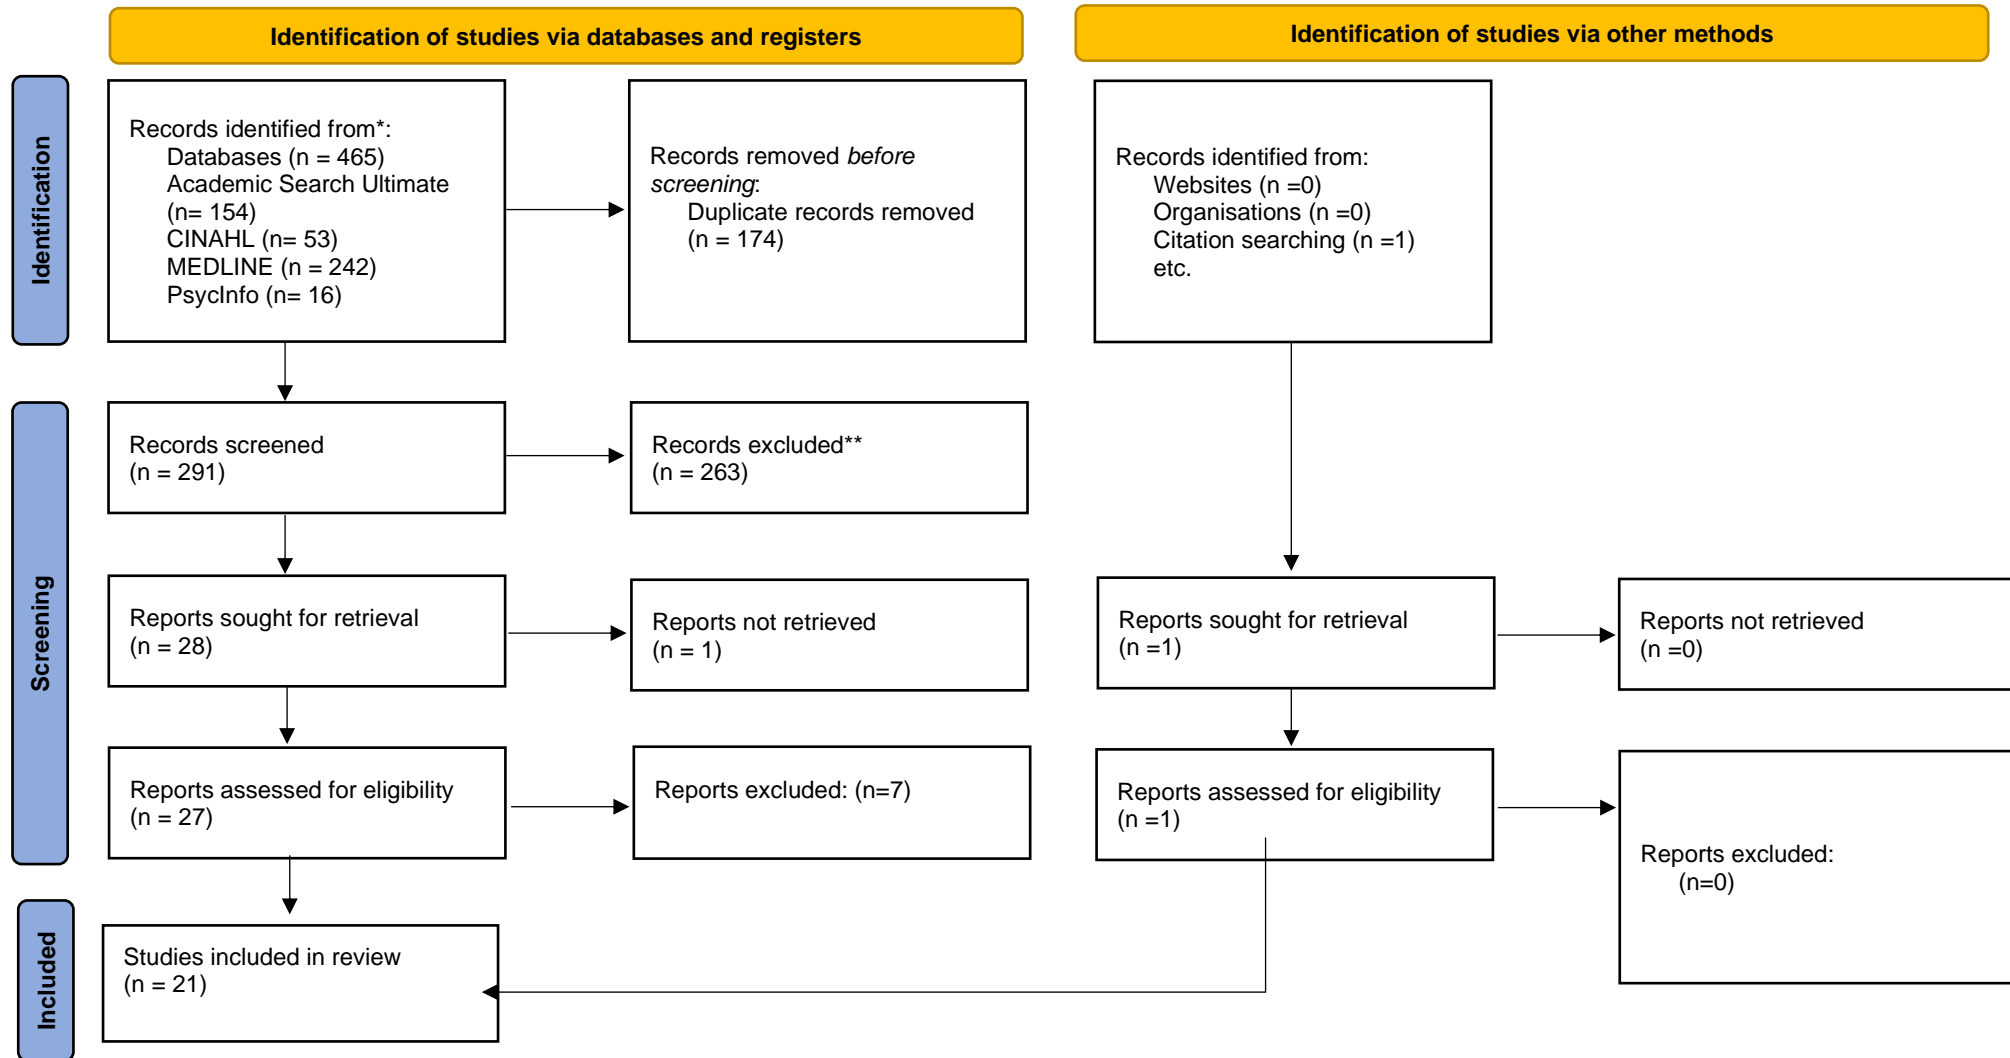 Identification of studies via databases and registers
Identification of studies via other methods
Identification
Records identified from*:
Databases (n = 465)
Academic Search Ultimate
(n= 154)
CINAHL (n= 53)
MEDLINE (n = 242)
PsycInfo (n= 16)
Records removed before
screening:
Duplicate records removed
(n = 174)
Records identified from:
Websites (n =0)
Organisations (n =0)
Citation searching (n =1)
etc.
Screening
Records screened
(n = 291)
Records excluded**
(n = 263)
Reports sought for retrieval
(n = 28)
Reports not retrieved
(n = 1)
Reports sought for retrieval
(n =1)
Reports not retrieved
(n =0)
Reports assessed for eligibility
(n = 27)
Reports excluded: (n=7)
Reports assessed for eligibility
(n =1)
Reports excluded:
(n=0)
Included
Studies included in review
(n = 21)